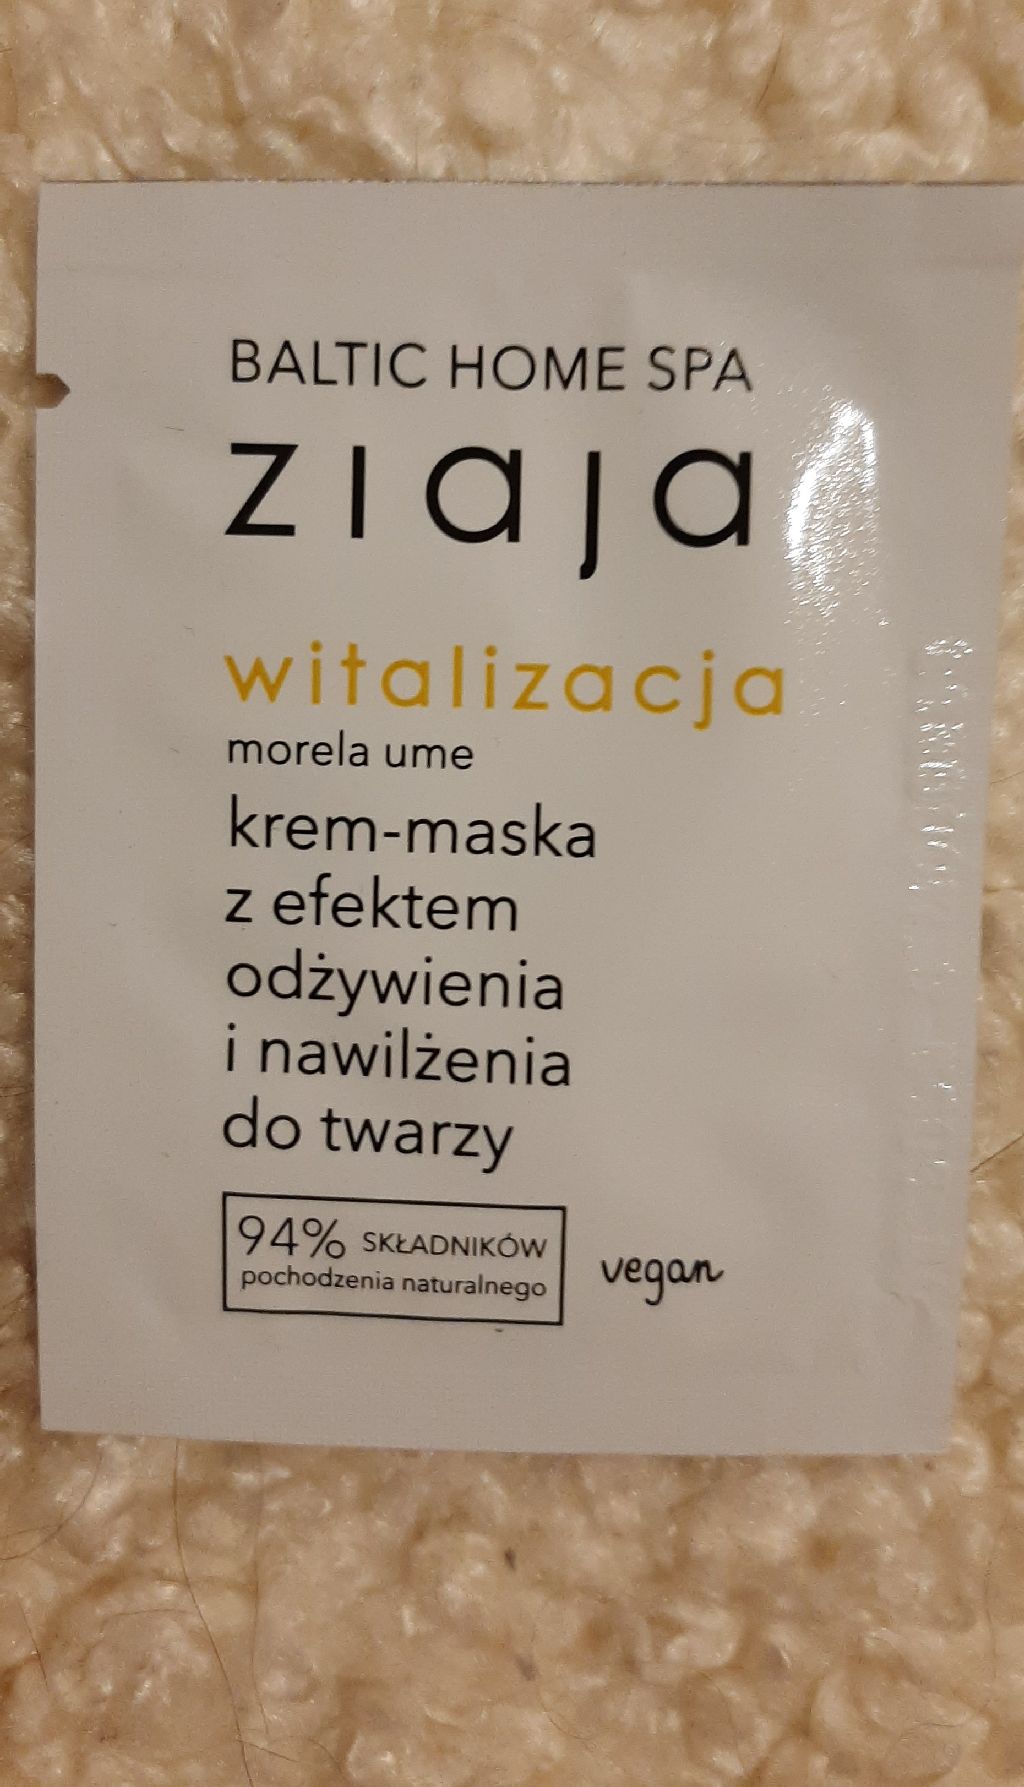 BALTIC HOME SPA
ziaja
witalizacja
morela ume
krem-maska
z efektem
odżywienia
i nawilżenia
do twarzy
94% SKŁADNIKÓW
pochodzenia naturalnego
vegan